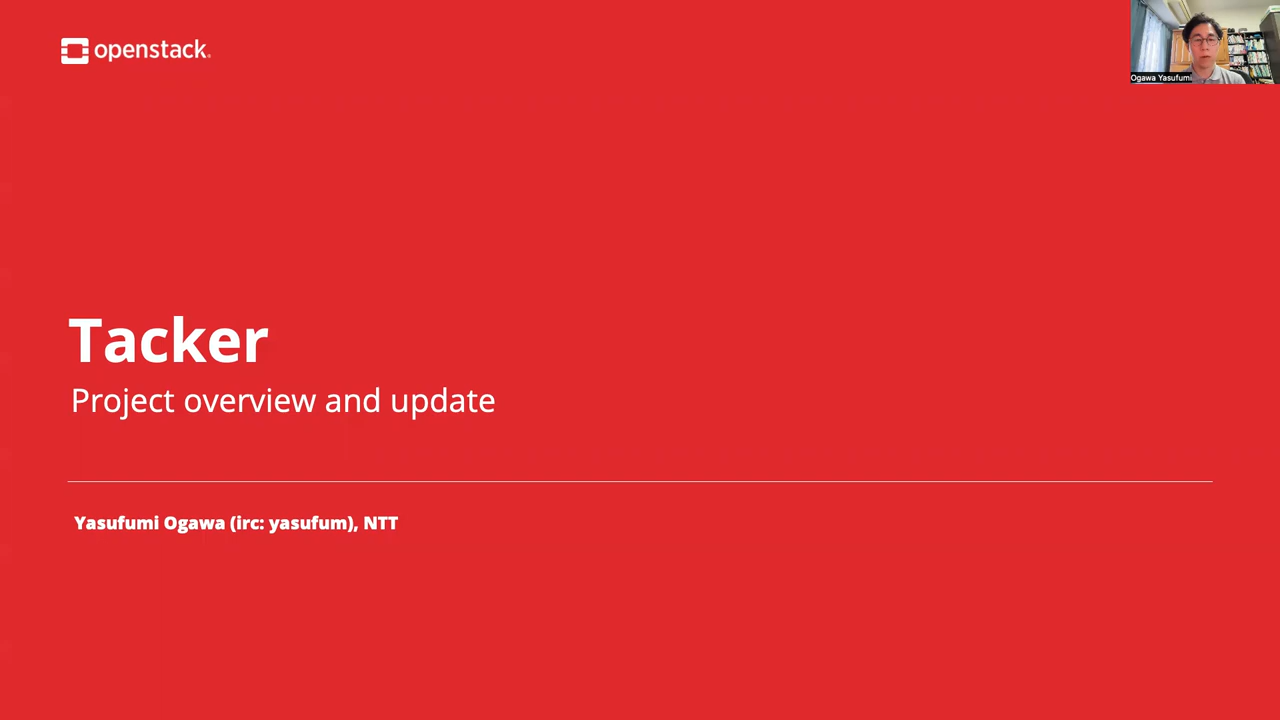 openstack.
Ogawa Yasufumi
Tacker
Project overview and update
Yasufumi Ogawa (irc: yasufum), NTT